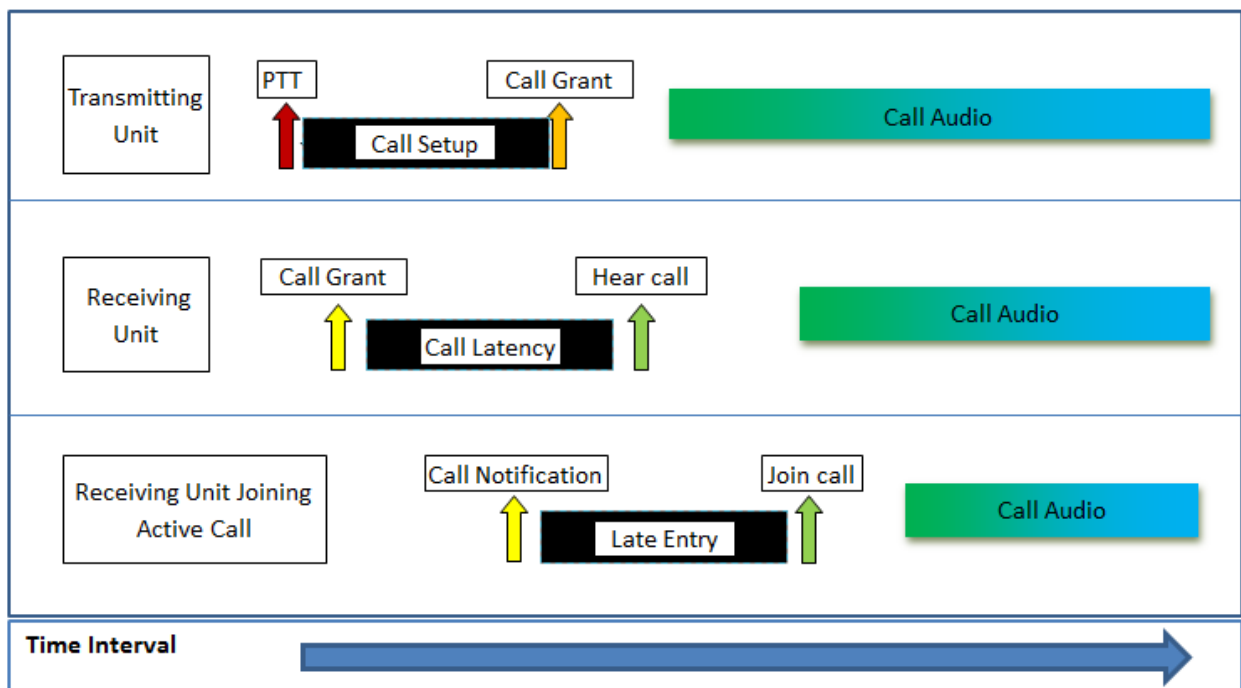 PTT
Call Grant
Transmitting
Unit
Call Setup
Call Audio
Call Grant
Hear call
Receiving
Unit
Call Latency
Call Audio
Call Notification
Join call
Receiving Unit Joining
Active Call
Late Entry
Call Audio
Time Interval